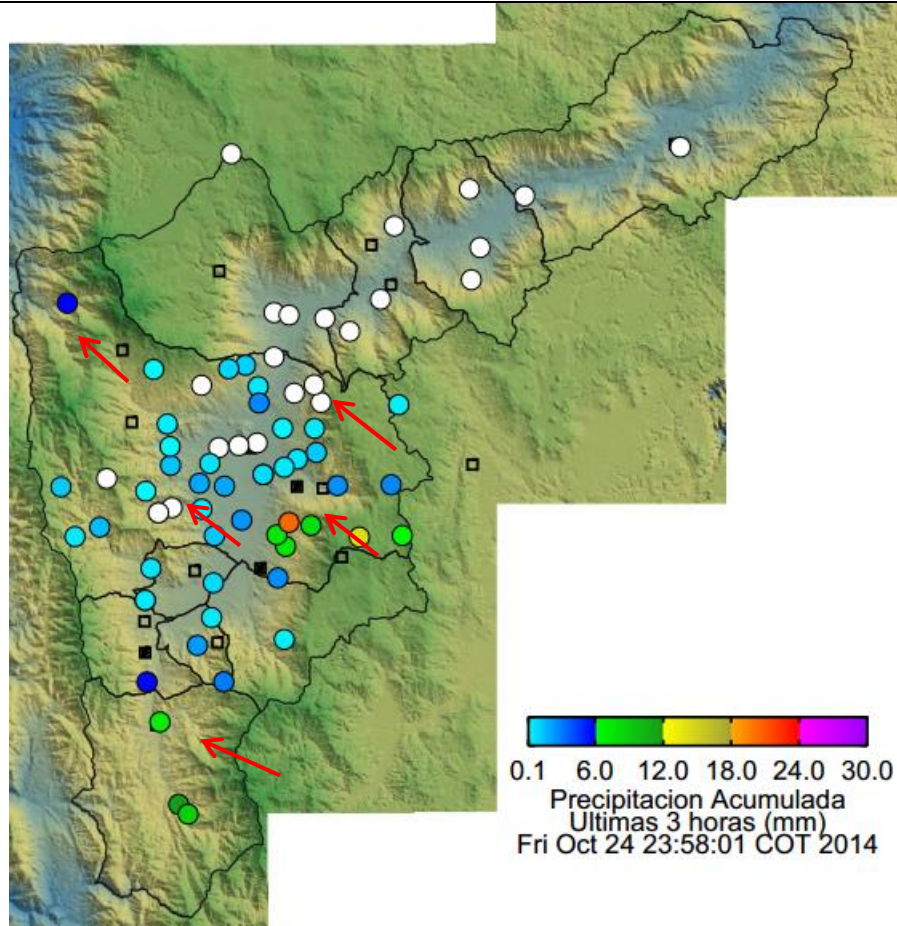 0.1 6.0 12.0 18.0 24.0 30.0
Precipitacion Acumulada
Ultimas 3 horas (mm)
Fri Oct 24 23:58:01 COT 2014